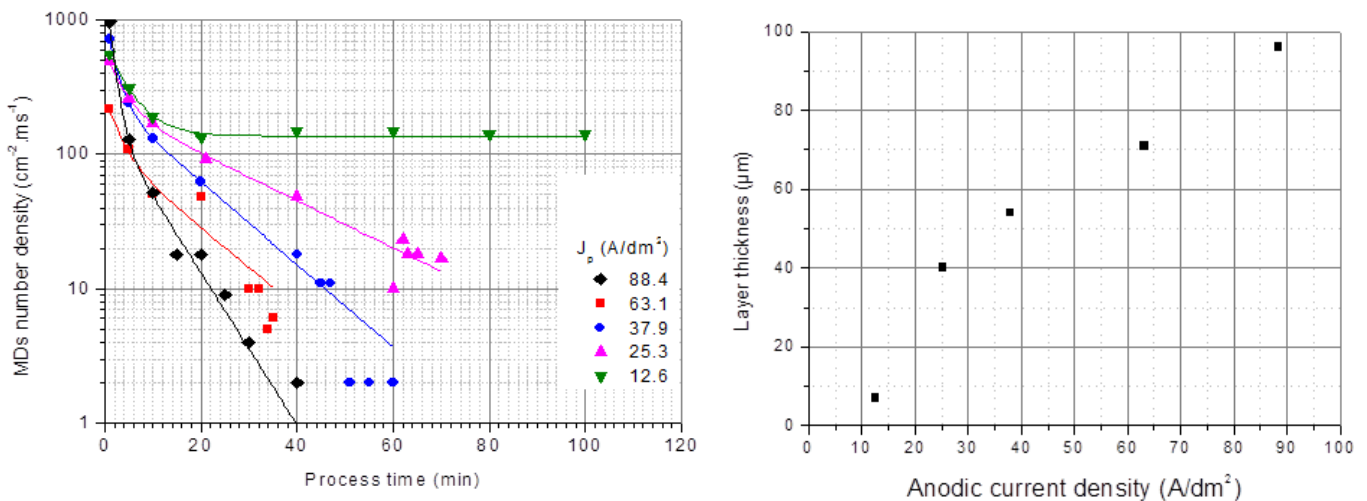 1000
100
10
1
MDs number density (cm⁻².ms⁻¹)
0 20 40 60 80 100 120
Process time (min)
Jₚ (A/dm²)
88.4
63.1
37.9
25.3
12.6
100
80
60
40
20
0
Layer thickness (µm)
0 10 20 30 40 50 60 70 80 90 100
Anodic current density (A/dm²)